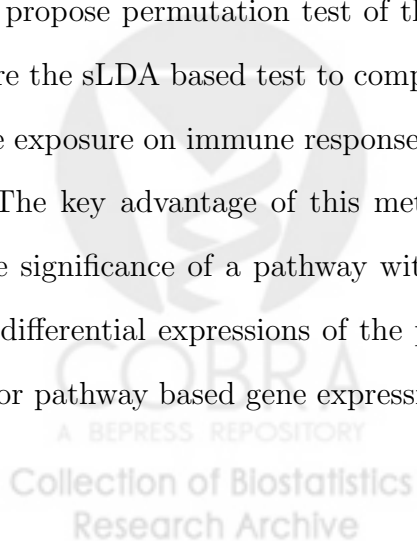 propose permutation test of th
re the sLDA based test to comp
e exposure on immune response
The key advantage of this met
e significance of a pathway wit
differential expressions of the p
or pathway based gene expressi
COBRA
A BEPRESS REPOSITORY
Collection of Biostatistics
Research Archive